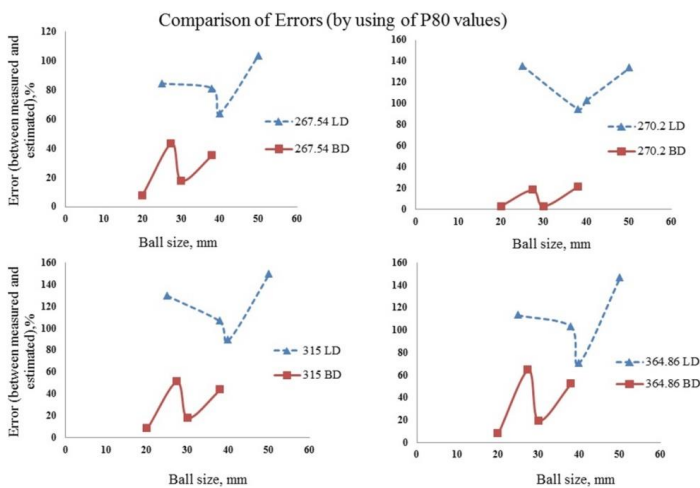 Comparison of Errors (by using of P80 values)
Error (between measured and
estimated),%
120
100
80
60
40
20
0
0 10 20 30 40 50 60
Ball size, mm
267.54 LD
267.54 BD
160
140
120
100
80
60
40
20
0
0 10 20 30 40 50 60
Ball size, mm
270.2 LD
270.2 BD
Error (between measured and
estimated),%
160
140
120
100
80
60
40
20
0
0 10 20 30 40 50 60
Ball size, mm
315 LD
315 BD
160
140
120
100
80
60
40
20
0
0 10 20 30 40 50 60
Ball size, mm
364.86 LD
364.86 BD